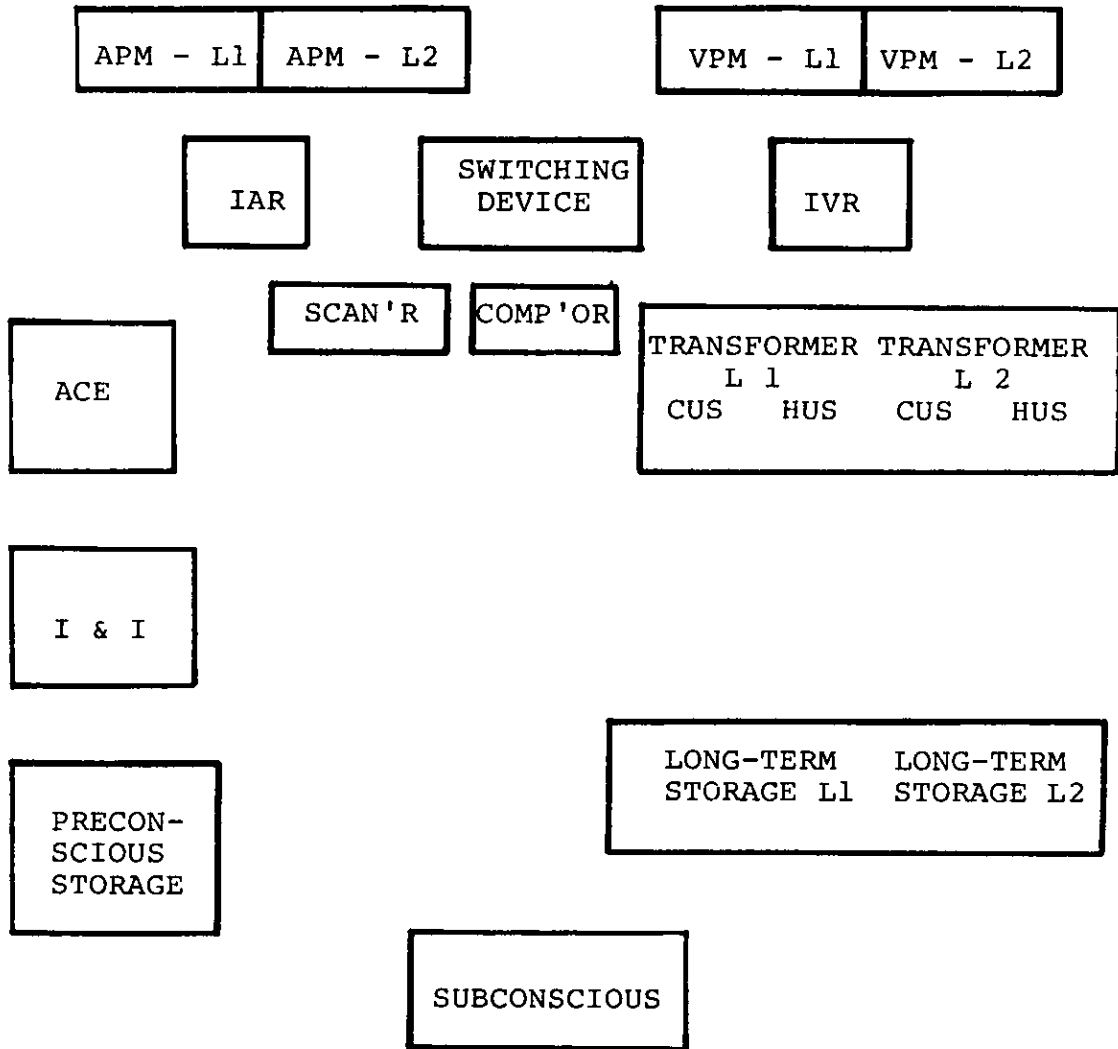 APM - L1 APM - L2 VPM - L1 VPM - L2
IAR
SWITCHING
DEVICE
IVR
SCAN'R COMP'OR
ACE
TRANSFORMER TRANSFORMER
L 1 L 2
CUS HUS CUS HUS
I & I
LONG-TERM LONG-TERM
STORAGE L1 STORAGE L2
PRECON-
SCIOUS
STORAGE
SUBCONSCIOUS